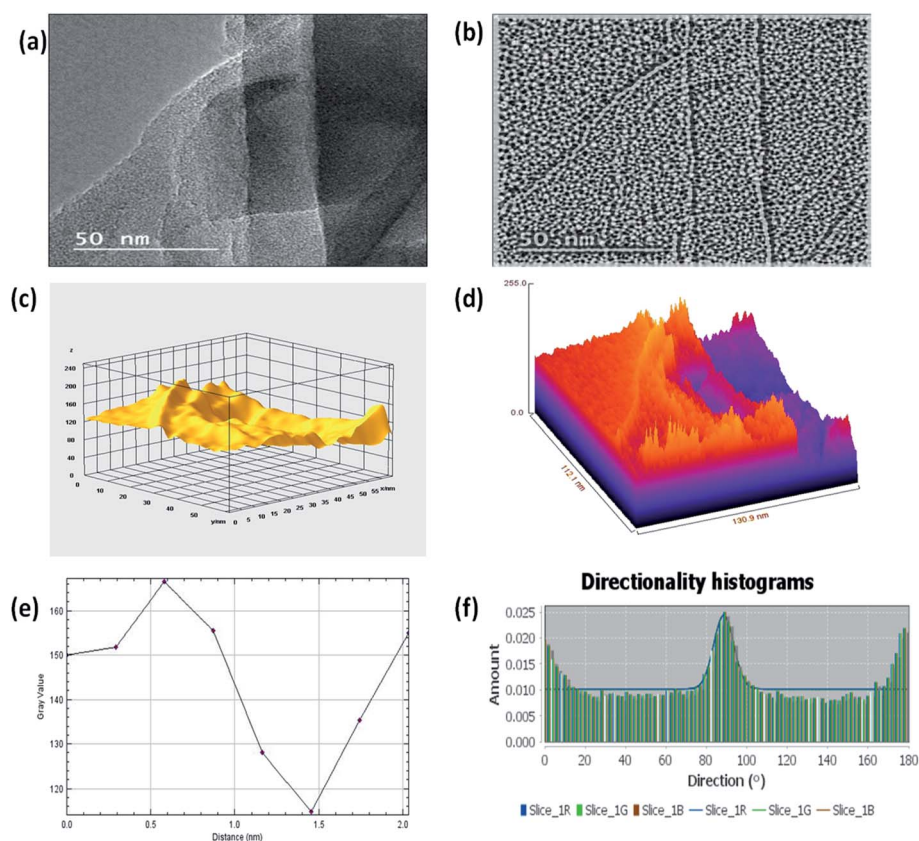 (a)
50 nm
(b)
50 nm
(c)
z
240
200
160
120
80
40
0
0
10
20
30
40
50
y/nm
0 5 10 15 20 25 30 35 40 45 50 55 x/nm
(d)
255.0
0.0
112.1 nm
130.9 nm
(e)
Gray Value
160
150
140
130
120
0.0 0.5 1.0 1.5 2.0
Distance (nm)
(f)
Directionality histograms
Amount
0.025
0.020
0.015
0.010
0.005
0.000
0 20 40 60 80 100 120 140 160 180
Direction (°)
Slice_1R Slice_1G Slice_1B Slice_1R Slice_1G Slice_1B